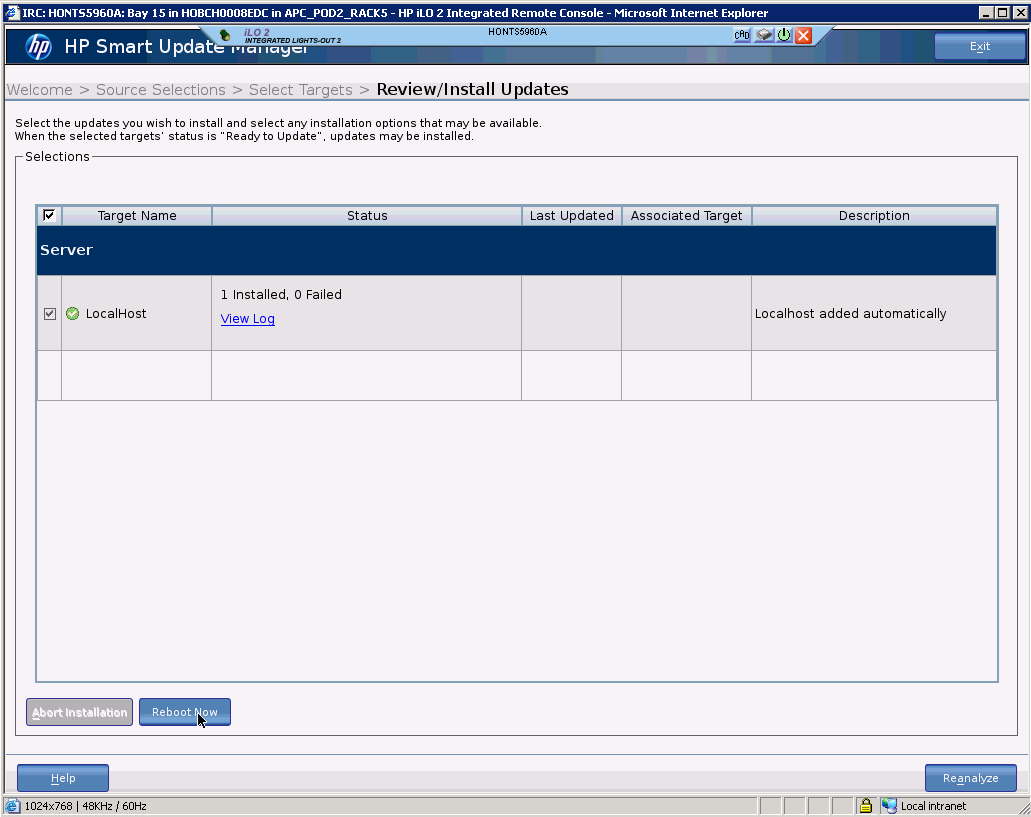 IRC: HONTS5960A: Bay 15 in HOBCH0008EDC in APC_POD2_RACK5 - HP iLO 2 Integrated Remote Console - Microsoft Internet Explorer
iLO 2
INTEGRATED LIGHTS-OUT 2
HONTS5960A
CAD
hp
HP Smart Update Manager
Exit
Welcome > Source Selections > Select Targets > Review/Install Updates
Select the updates you wish to install and select any installation options that may be available.
When the selected targets' status is "Ready to Update", updates may be installed.
Selections
Target Name Status Last Updated Associated Target Description
Server
LocalHost
1 Installed, 0 Failed
View Log
Localhost added automatically
Abort Installation Reboot Now
Help Reanalyze
1024x768 | 48KHz / 60Hz Local intranet